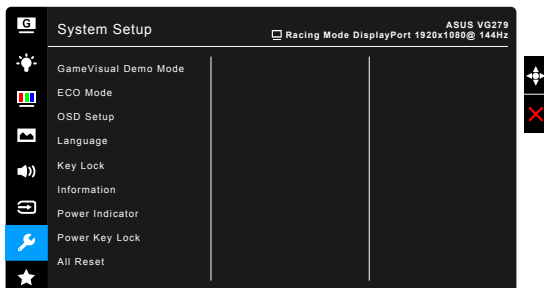 G
System Setup
ASUS VG279
Racing Mode DisplayPort 1920x1080@ 144Hz
GameVisual Demo Mode
ECO Mode
OSD Setup
Language
Key Lock
Information
Power Indicator
Power Key Lock
All Reset